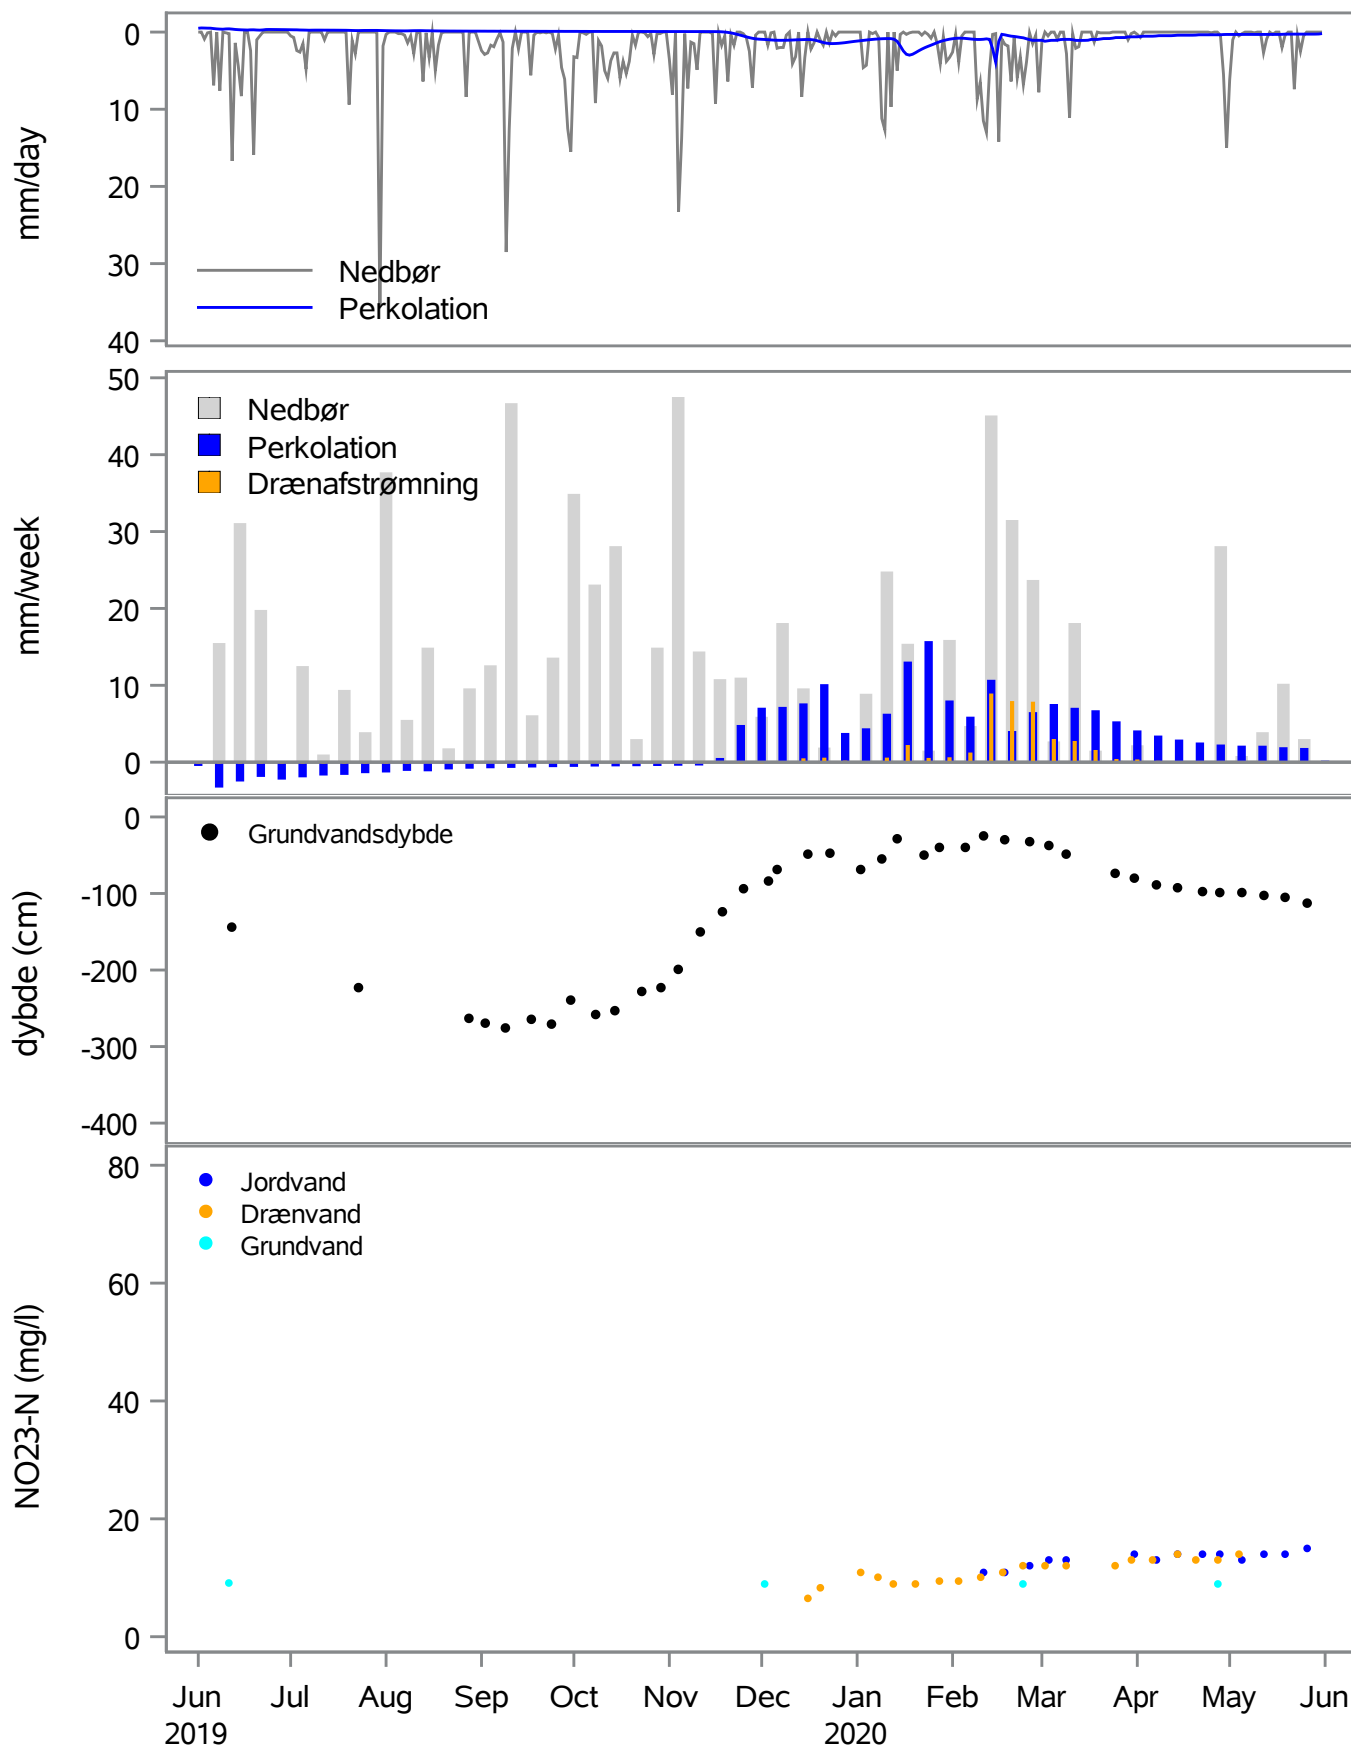 0
10
20
30
40
mm/day
Nedbør
Perkolation
50
40
30
20
10
0
mm/week
Nedbør
Perkolation
Drænafstrømning
0
-100
-200
-300
-400
dybde (cm)
Grundvandsdybde
80
60
40
20
0
NO23-N (mg/l)
Jordvand
Drænvand
Grundvand
Jun Jul Aug Sep Oct Nov Dec Jan Feb Mar Apr May Jun
2019 2020